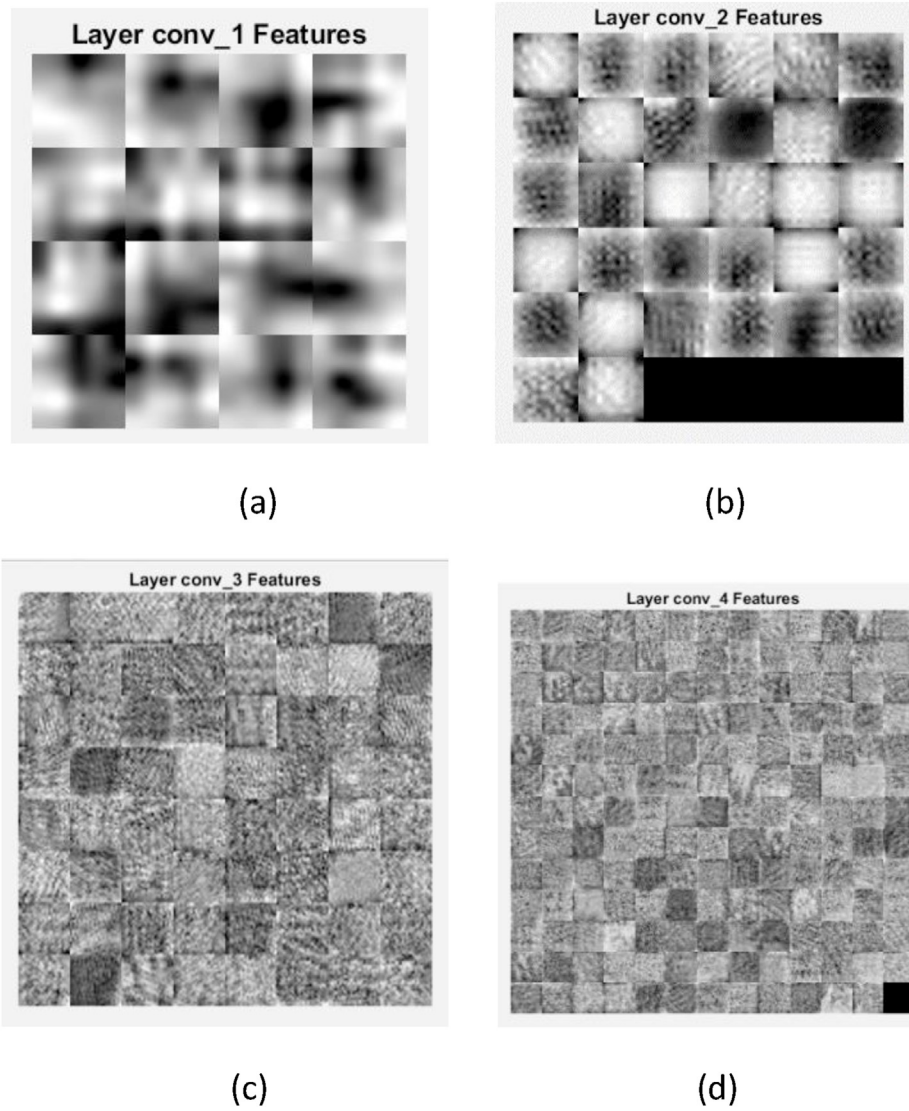 Layer conv_1 Features
Layer conv_2 Features
(a)
(b)
Layer conv_3 Features
Layer conv_4 Features
(c)
(d)